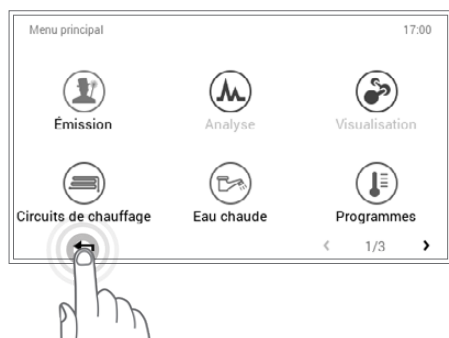 Menu principal 17:00
Émission Analyse Visualisation
Circuits de chauffage Eau chaude Programmes
1/3